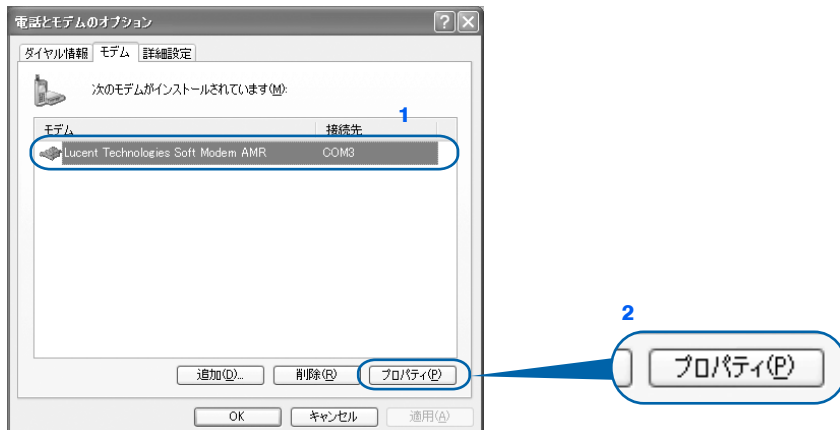 電話とモデムのオプション
ダイヤル情報 モデム 詳細設定
次のモデムがインストールされています(M):
1
モデム 接続先
Lucent Technologies Soft Modem AMR COM3
追加(D)... 削除(R) プロパティ(P)
OK キャンセル 適用(A)
2
プロパティ(P)